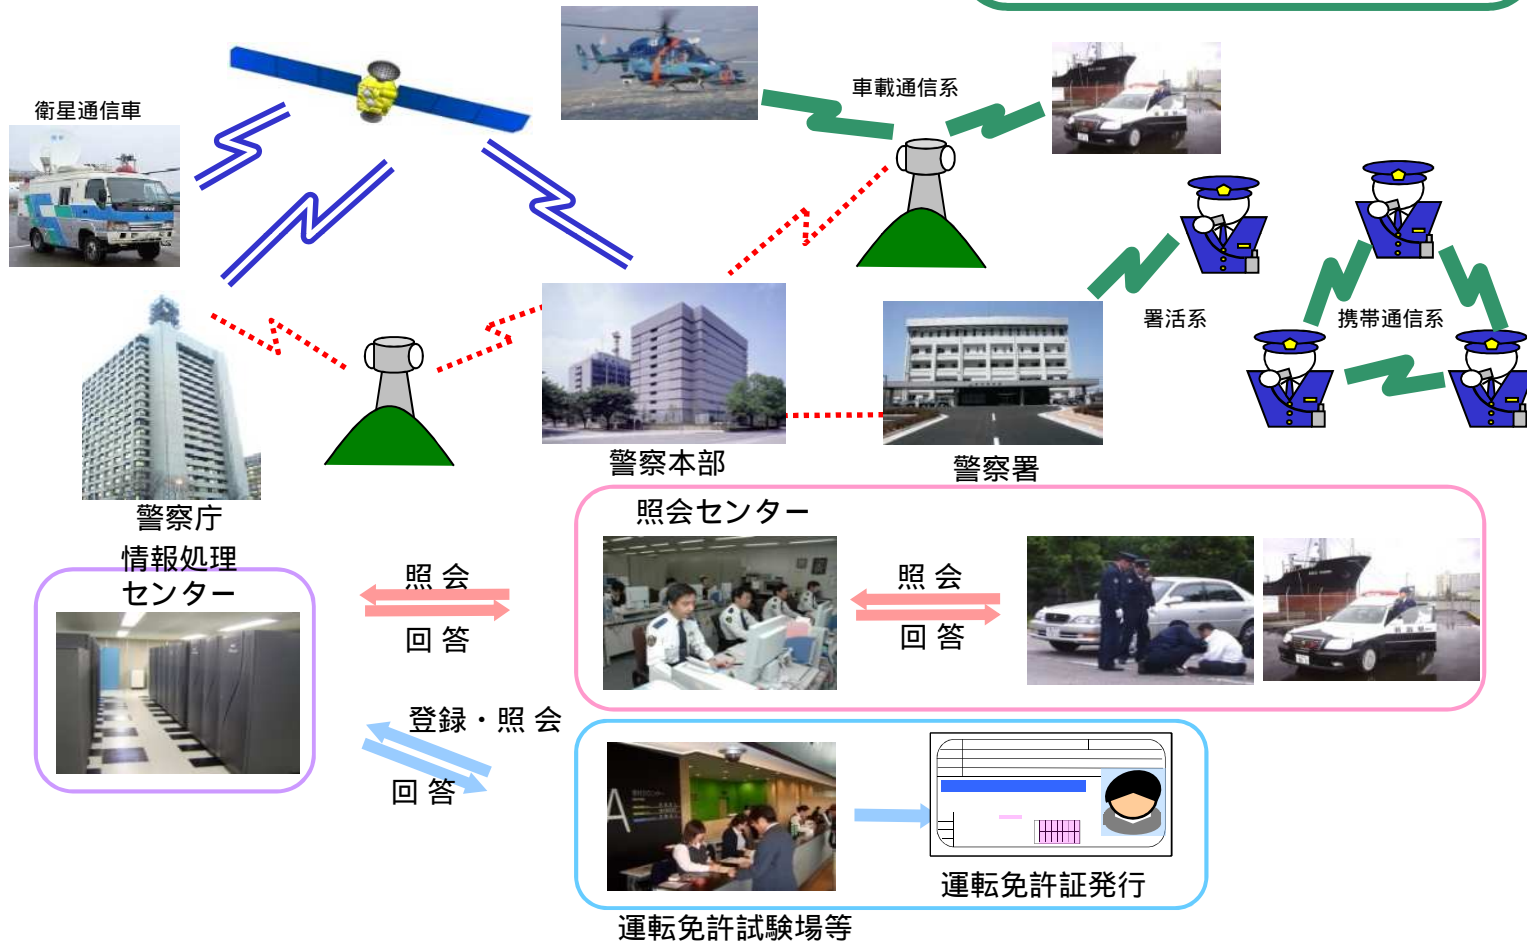 車載通信系
衛星通信車
署活系
携帯通信系
警察本部
警察署
警察庁
照会センター
情報処理
センター
照 会
回 答
照 会
回 答
登録・照 会
回 答
A
運転免許証発行
運転免許試験場等